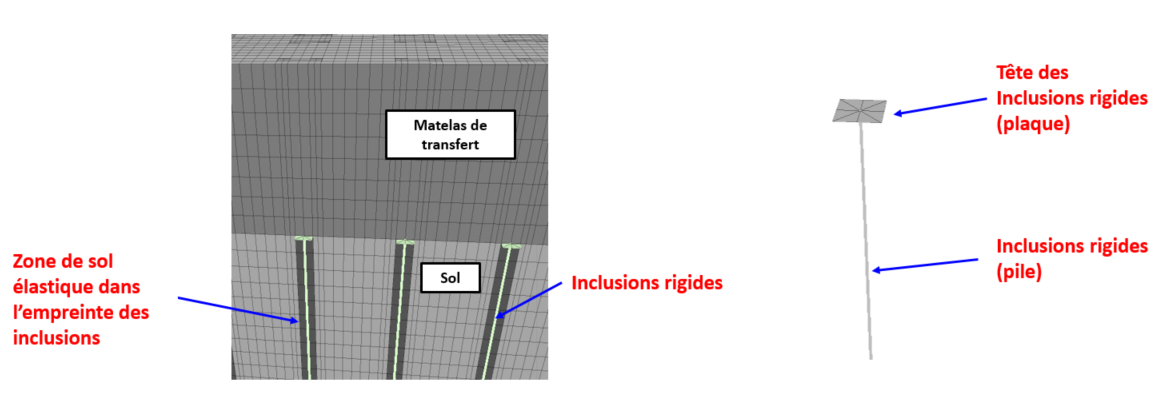 Matelas de
transfert
Zone de sol
élastique dans
l'empreinte des
inclusions
Sol
Inclusions rigides
Tête des
Inclusions rigides
(plaque)
Inclusions rigides
(pile)